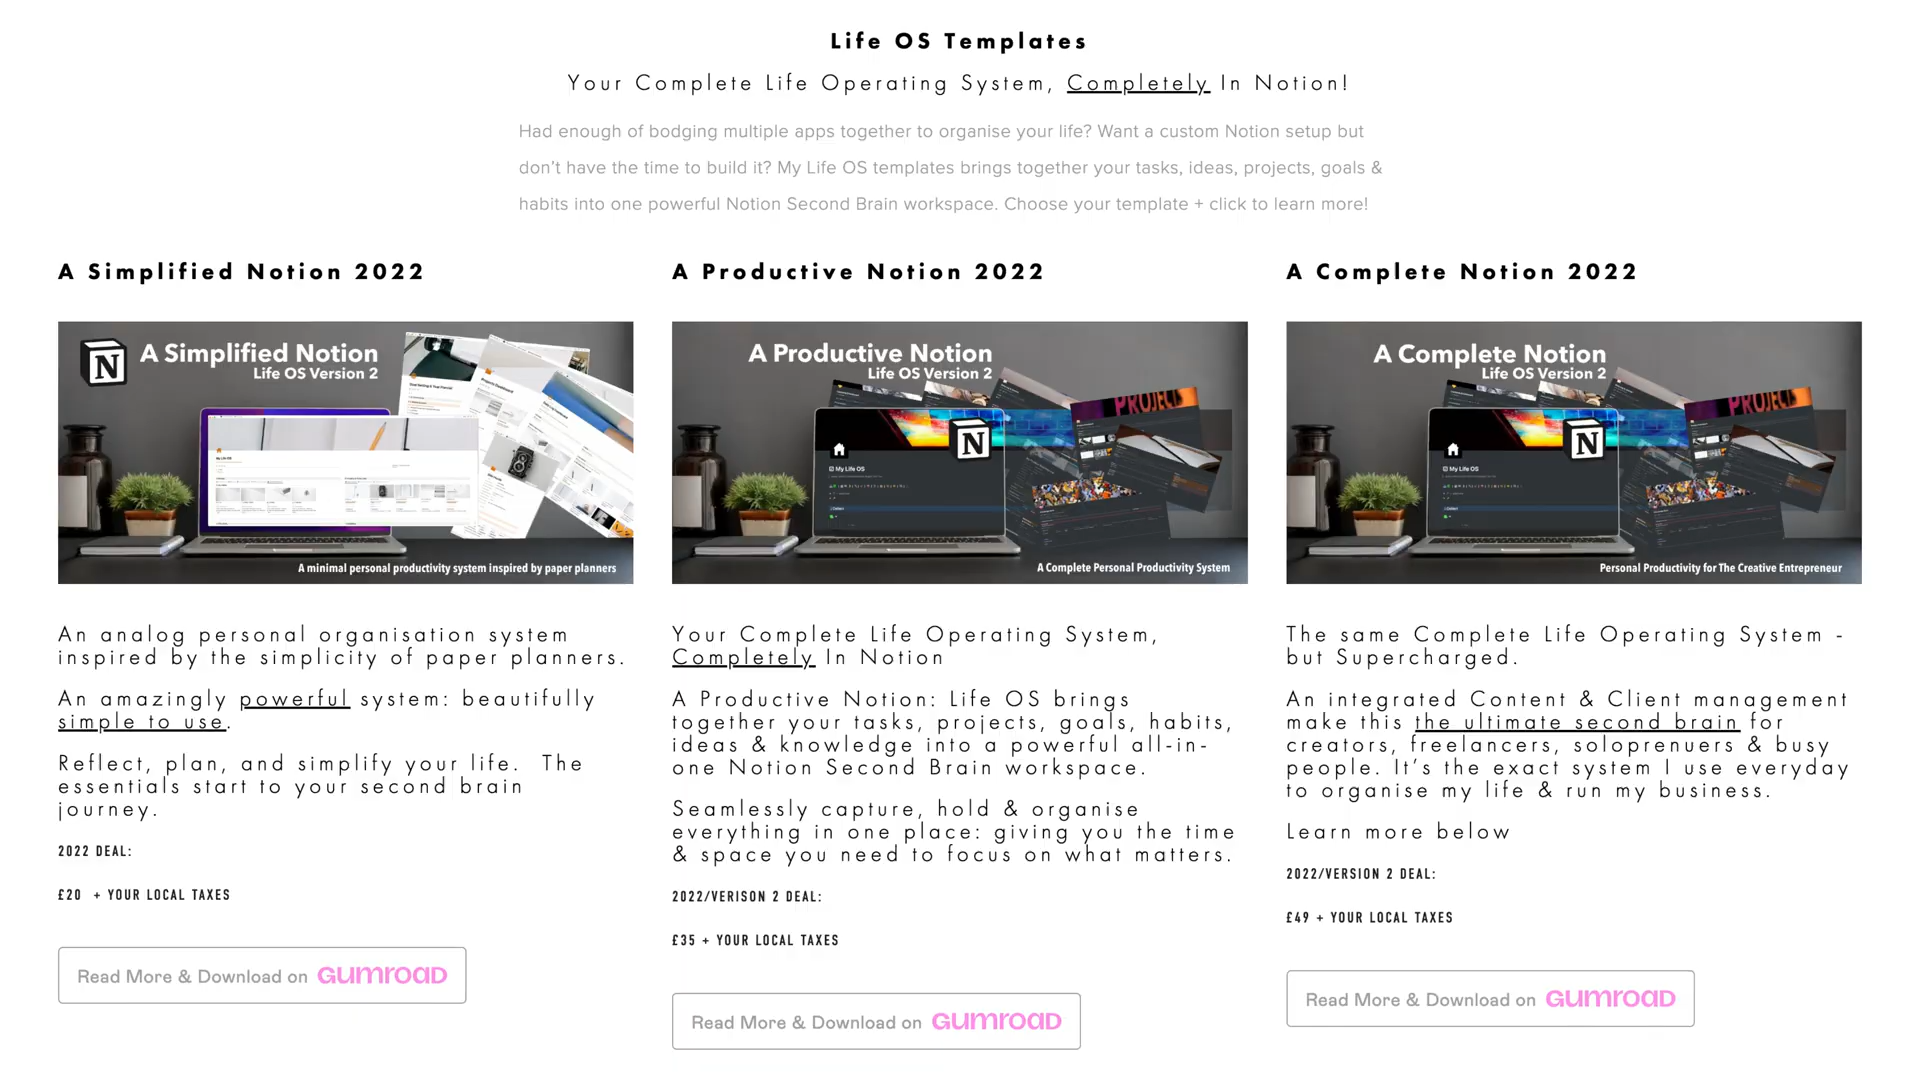 Life OS Templates
Your Complete Life Operating System, Completely In Notion!
Had enough of bodging multiple apps together to organise your life? Want a custom Notion setup but
don’t have the time to build it? My Life OS templates brings together your tasks, ideas, projects, goals &
habits into one powerful Notion Second Brain workspace. Choose your template + click to learn more!
A Simplified Notion 2022
A Simplified Notion
Life OS Version 2
My Life OS
A minimal personal productivity system inspired by paper planners
An analog personal organisation system
inspired by the simplicity of paper planners.
An amazingly powerful system: beautifully
simple to use.
Reflect, plan, and simplify your life.  The
essentials start to your second brain
journey.
2022 DEAL:
£20  + YOUR LOCAL TAXES
Read More & Download on GUMROAD
A Productive Notion 2022
A Productive Notion
Life OS Version 2
PROJECT
My Life OS
A Complete Personal Productivity System
Your Complete Life Operating System,
Completely In Notion
A Productive Notion: Life OS brings
together your tasks, projects, goals, habits,
ideas & knowledge into a powerful all-in-
one Notion Second Brain workspace.
Seamlessly capture, hold & organise
everything in one place: giving you the time
& space you need to focus on what matters.
2022/VERISON 2 DEAL:
£35 + YOUR LOCAL TAXES
Read More & Download on GUMROAD
A Complete Notion 2022
A Complete Notion
Life OS Version 2
PROJECT
My Life OS
Personal Productivity for The Creative Entrepreneur
The same Complete Life Operating System -
but Supercharged.
An integrated Content & Client management
make this the ultimate second brain for
creators, freelancers, soloprenuers & busy
people. It’s the exact system I use everyday
to organise my life & run my business.
Learn more below
2022/VERSION 2 DEAL:
£49 + YOUR LOCAL TAXES
Read More & Download on GUMROAD